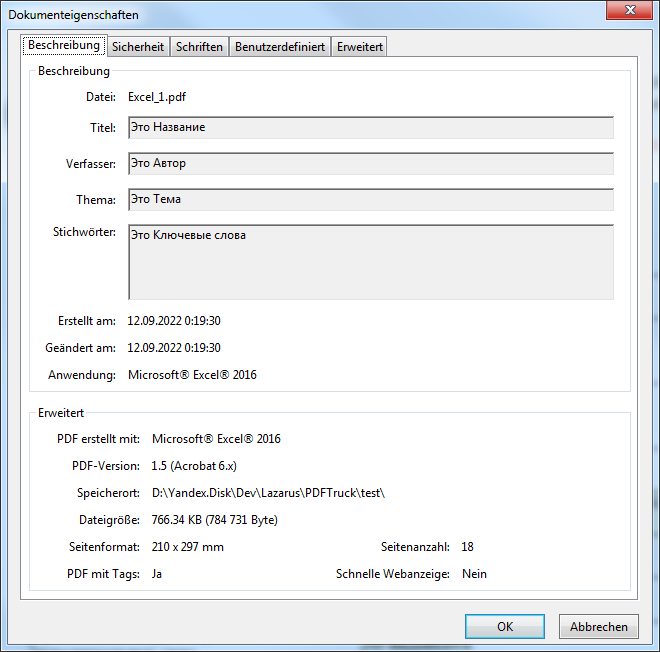 Dokumenteigenschaften
Beschreibung Sicherheit Schriften Benutzerdefiniert Erweitert
Beschreibung
Datei: Excel_1.pdf
Titel: Это Название
Verfasser: Это Автор
Thema: Это Тема
Stichwörter: Это Ключевые слова
Erstellt am: 12.09.2022 0:19:30
Geändert am: 12.09.2022 0:19:30
Anwendung: Microsoft® Excel® 2016
Erweitert
PDF erstellt mit: Microsoft® Excel® 2016
PDF-Version: 1.5 (Acrobat 6.x)
Speicherort: D:\Yandex.Disk\Dev\Lazarus\PDFTruck\test\
Dateigröße: 766.34 KB (784 731 Byte)
Seitenformat: 210 x 297 mm Seitenanzahl: 18
PDF mit Tags: Ja Schnelle Webanzeige: Nein
OK Abbrechen